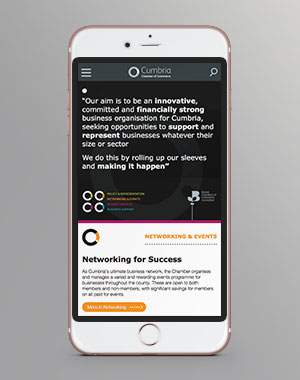 Cumbria
Chamber of Commerce
"Our aim is to be an innovative,
committed and financially strong
business organisation for Cumbria,
seeking opportunities to support and
represent businesses whatever their
size or sector
We do this by rolling up our sleeves
and making it happen"
POLICY & REPRESENTATION
NETWORKING & EVENTS
BUSINESS SUPPORT
NETWORKING & EVENTS
Networking for Success
As Cumbria's ultimate business network, the Chamber organises
and manages a varied and rewarding events programme for
businesses throughout the county. These are open to both
members and non-members, with significant savings for members
on all paid for events.
More in Networking